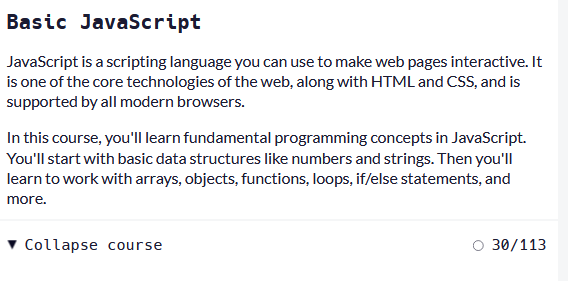 Basic JavaScript
JavaScript is a scripting language you can use to make web pages interactive. It
is one of the core technologies of the web, along with HTML and CSS, and is
supported by all modern browsers.
In this course, you'll learn fundamental programming concepts in JavaScript.
You'll start with basic data structures like numbers and strings. Then you'll
learn to work with arrays, objects, functions, loops, if/else statements, and
more.
▼ Collapse course ○ 30/113